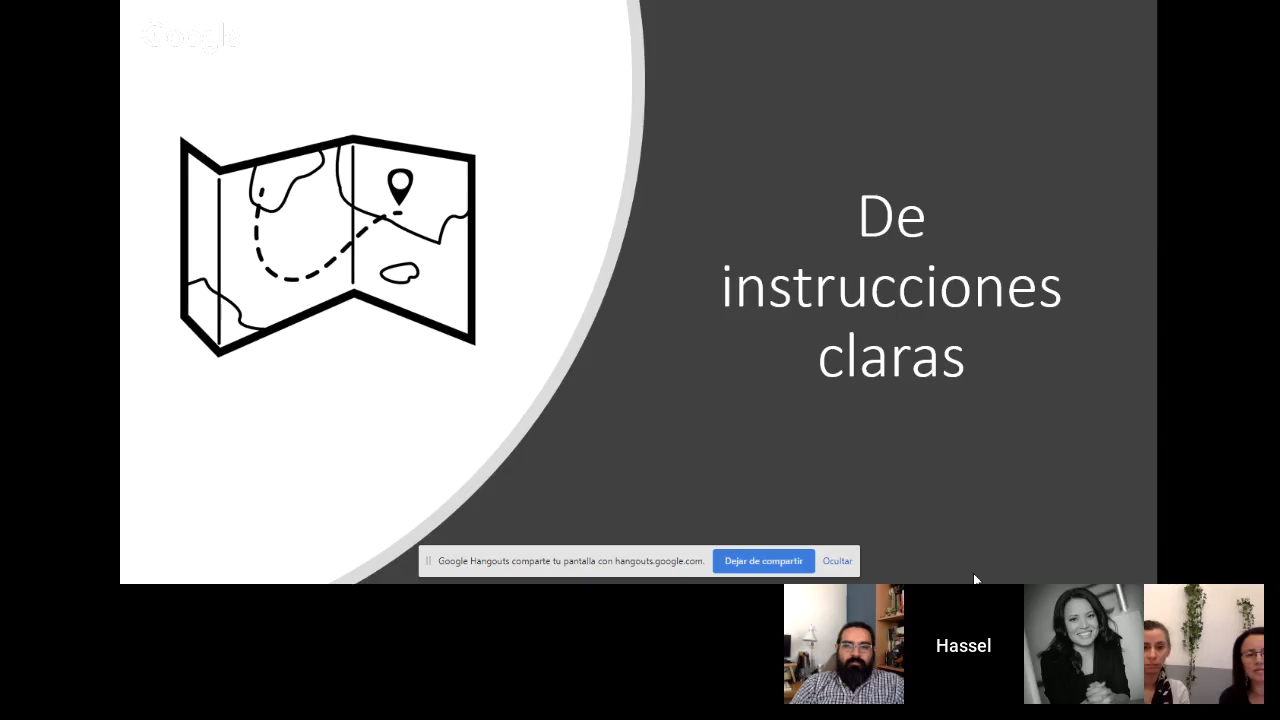 Google
De
instrucciones
claras
Google Hangouts comparte tu pantalla con hangouts.google.com.
Dejar de compartir
Ocultar
Hassel